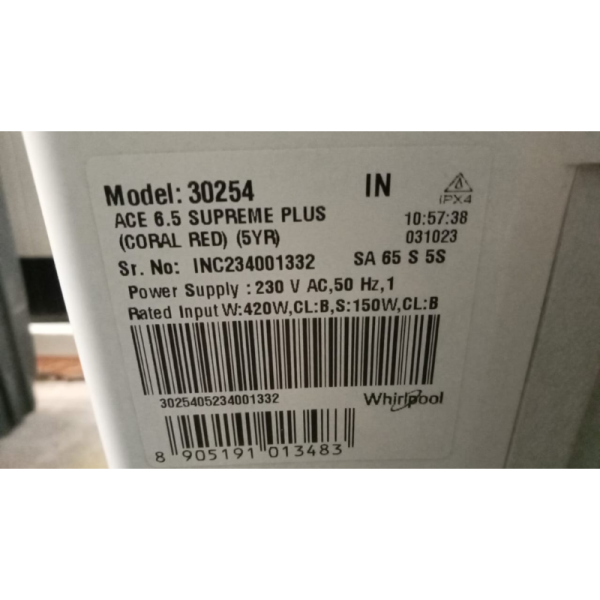 Model: 30254 IN
IPX4
ACE 6.5 SUPREME PLUS 10:57:38
(CORAL RED) (5YR) 031023
Sr. No: INC234001332 SA 65 S 5S
Power Supply : 230 V AC,50 Hz,1
Rated Input W:420W,CL:B,S:150W,CL:B
3025405234001332 Whirlpool
8 905191 013483